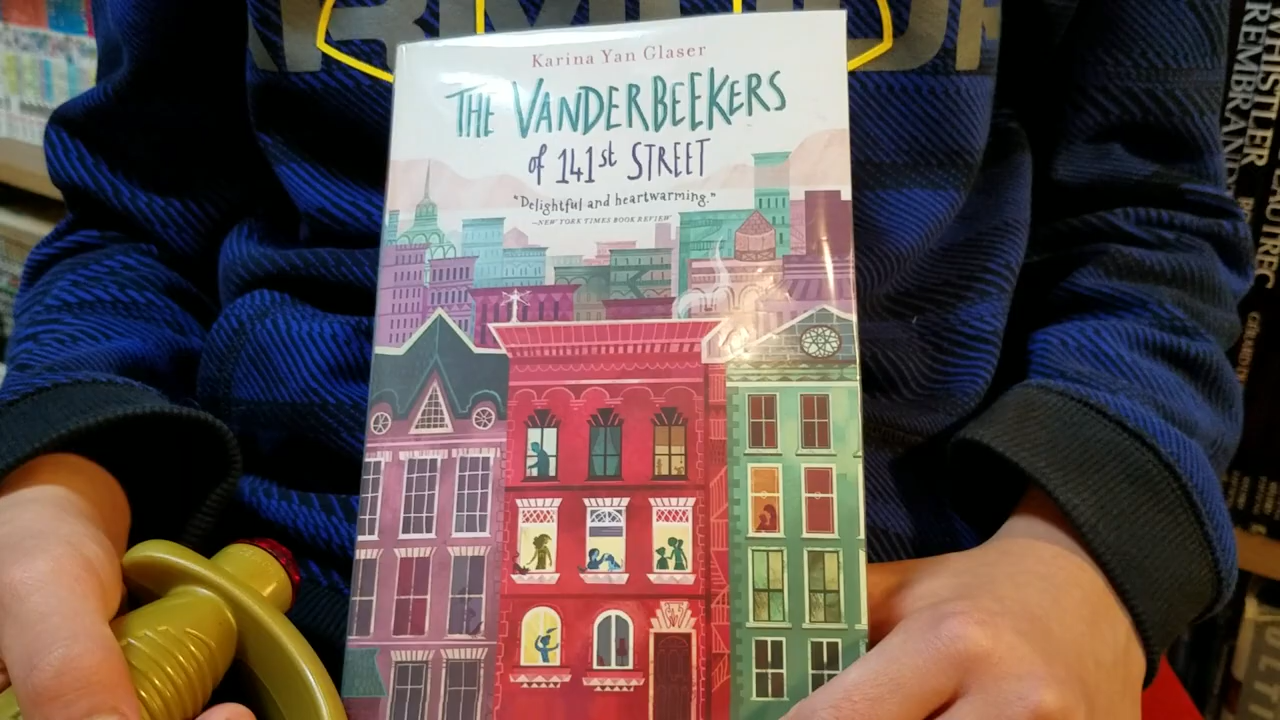 Karina Yan Glaser
THE VANDERBEEKERS
of 141st STREET
"Delightful and heartwarming."
—NEW YORK TIMES BOOK REVIEW
WHISTLER
REMBRANDT